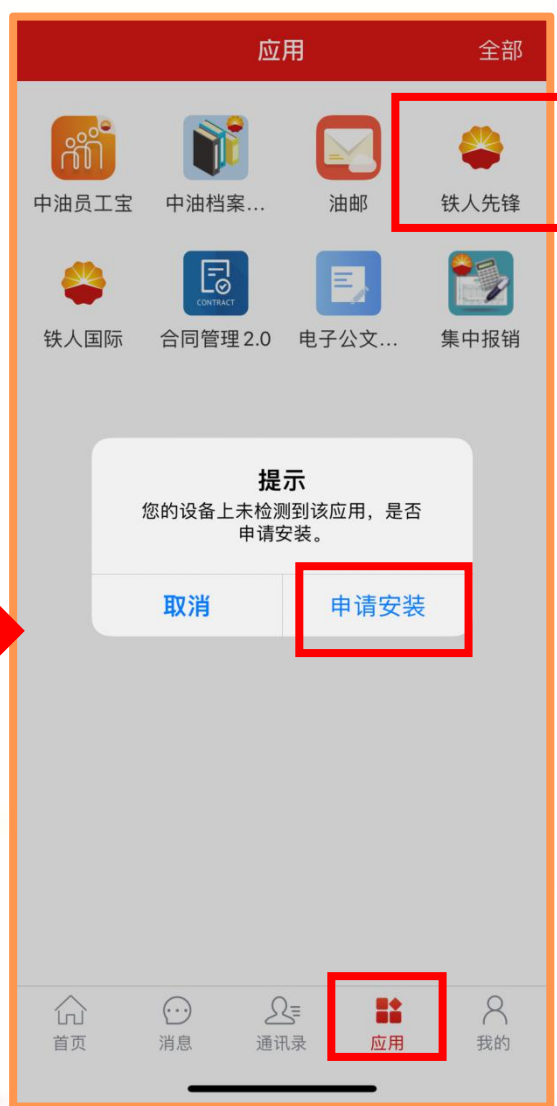 应用
全部
中油员工宝
中油档案...
油邮
铁人先锋
CONTRACT
铁人国际
合同管理2.0
电子公文...
集中报销
提示
您的设备上未检测到该应用，是否
申请安装。
取消
申请安装
首页
消息
通讯录
应用
我的